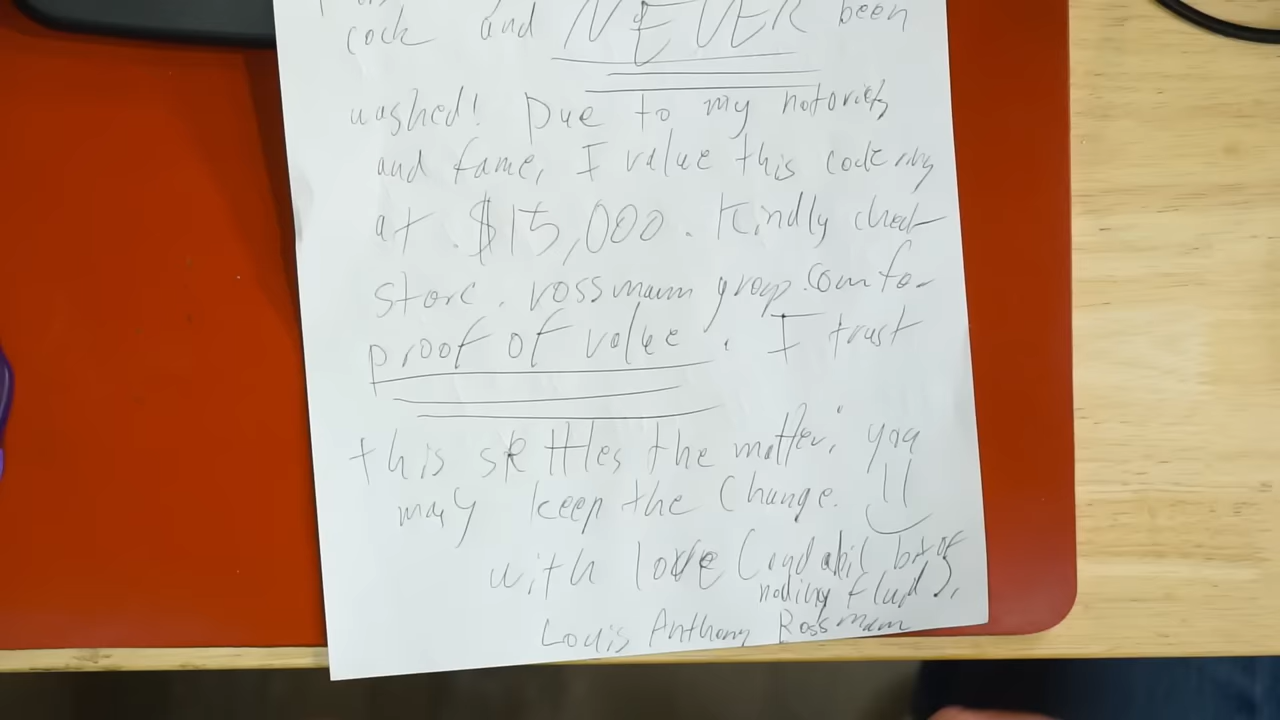 cock and NEVER been
washed! Due to my notoriety
and fame, I value this cock ring
at $15,000. Kindly check
store.rossmanngroup.com for
proof of value. I trust
this settles the matter; you
may keep the change.
with love (and a bit of
nading fluid),
Louis Anthony Rossmann